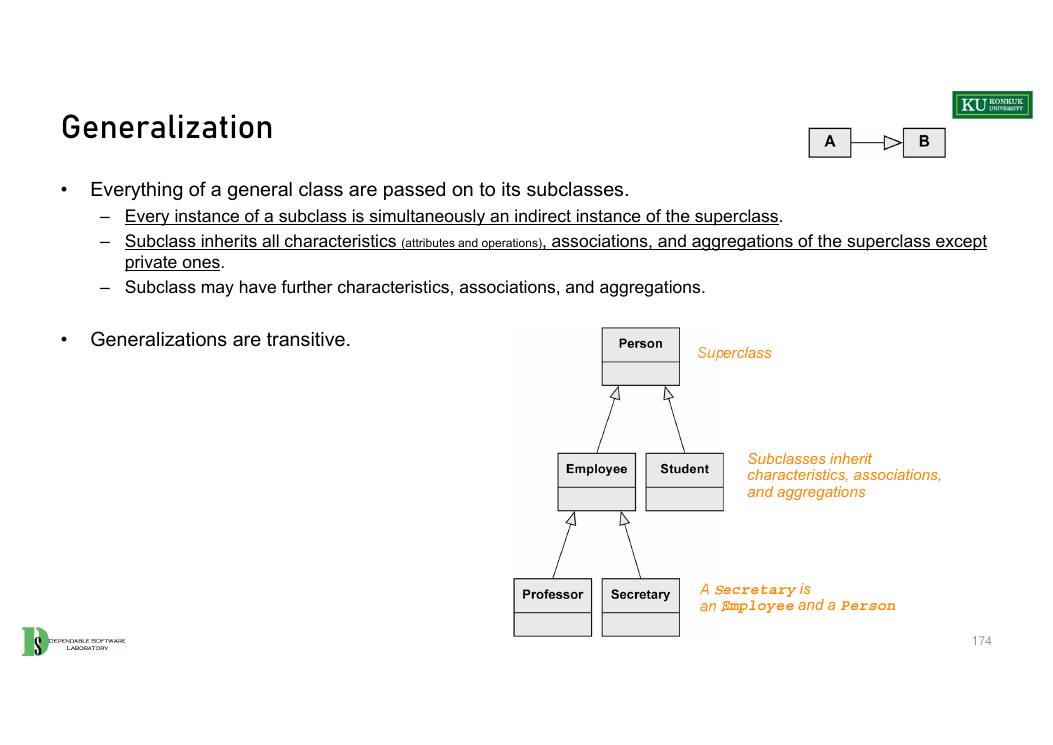 KU KONKUK
UNIVERSITY
Generalization
A
B
• Everything of a general class are passed on to its subclasses.
– Every instance of a subclass is simultaneously an indirect instance of the superclass.
– Subclass inherits all characteristics (attributes and operations), associations, and aggregations of the superclass except
private ones.
– Subclass may have further characteristics, associations, and aggregations.
• Generalizations are transitive.
Person
Superclass
Employee
Student
Subclasses inherit
characteristics, associations,
and aggregations
Professor
Secretary
A Secretary is
an Employee and a Person
DS DEPENDABLE SOFTWARE
LABORATORY
174